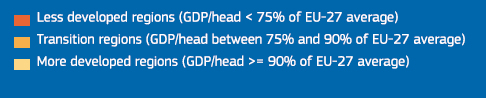 Less developed regions (GDP/head < 75% of EU-27 average)
Transition regions (GDP/head between 75% and 90% of EU-27 average)
More developed regions (GDP/head >= 90% of EU-27 average)